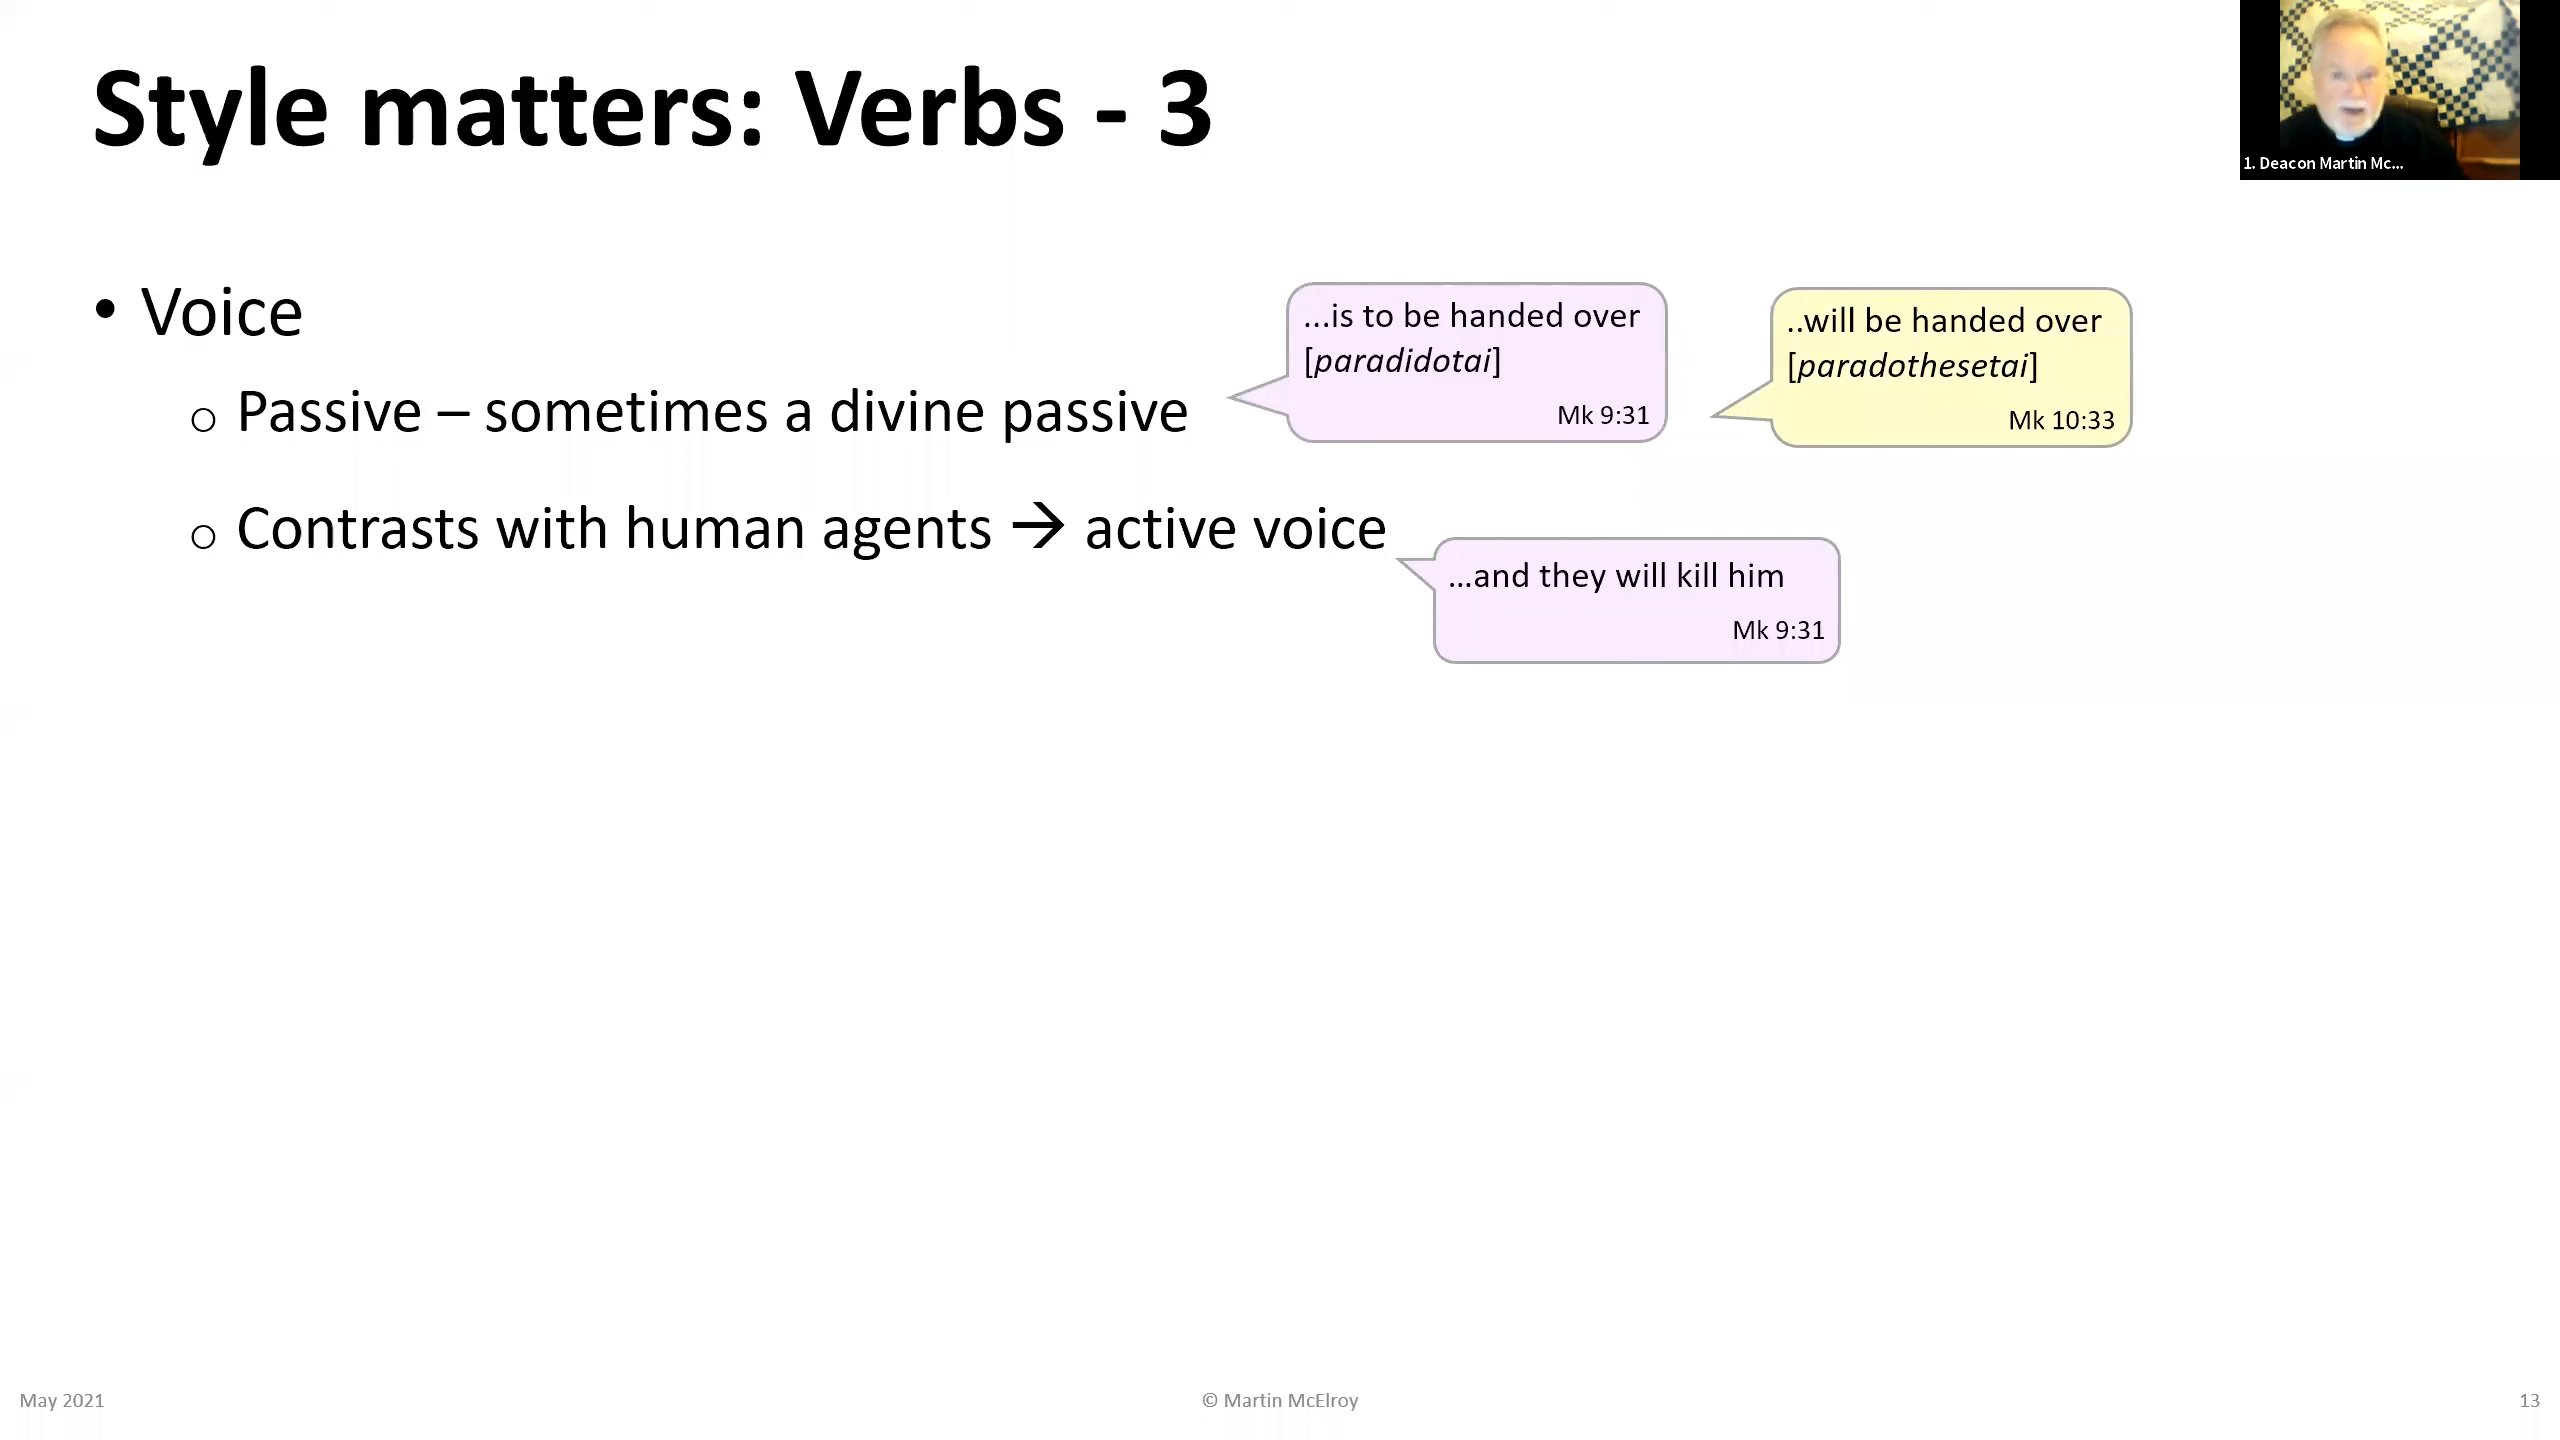 Style matters: Verbs - 3
1. Deacon Martin Mc...
• Voice
o Passive – sometimes a divine passive
...is to be handed over
[paradidotai]
Mk 9:31
..will be handed over
[paradothesetai]
Mk 10:33
o Contrasts with human agents → active voice
...and they will kill him
Mk 9:31
May 2021
© Martin McElroy
13